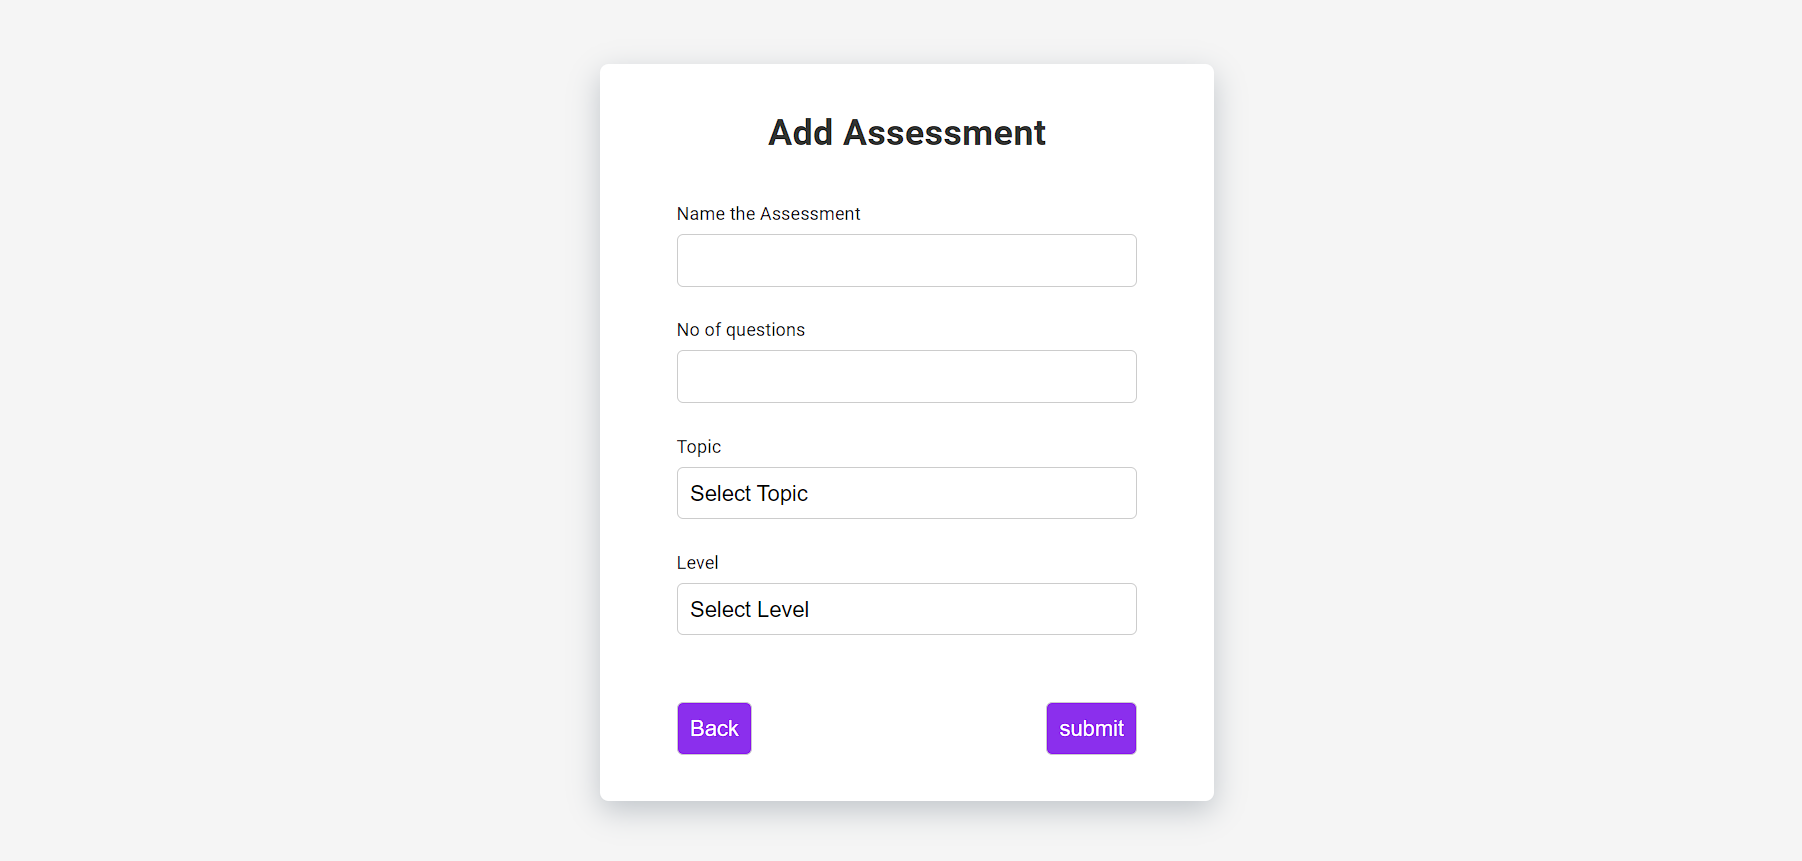 Add Assessment
Name the Assessment
No of questions
Topic
Select Topic
Level
Select Level
Back
submit